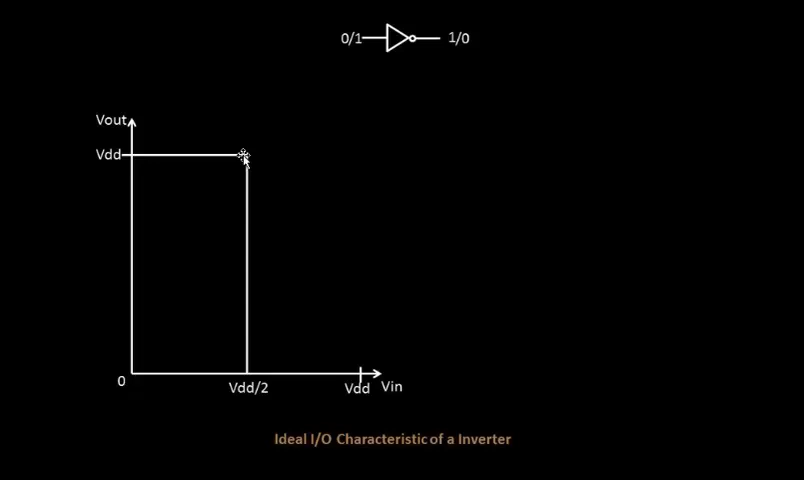 0/1 1/0
Vout
Vdd
0
Vdd/2
Vdd Vin
Ideal I/O Characteristic of a Inverter